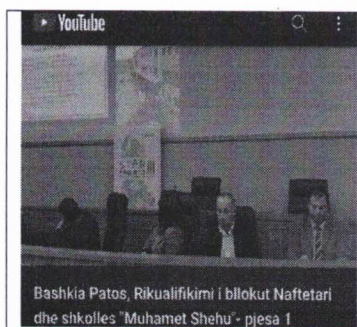 YouTube
Bashkia Patos, Rikualifikimi i bllokut Naftetari
dhe shkolles "Muhamet Shehu"- pjesa 1